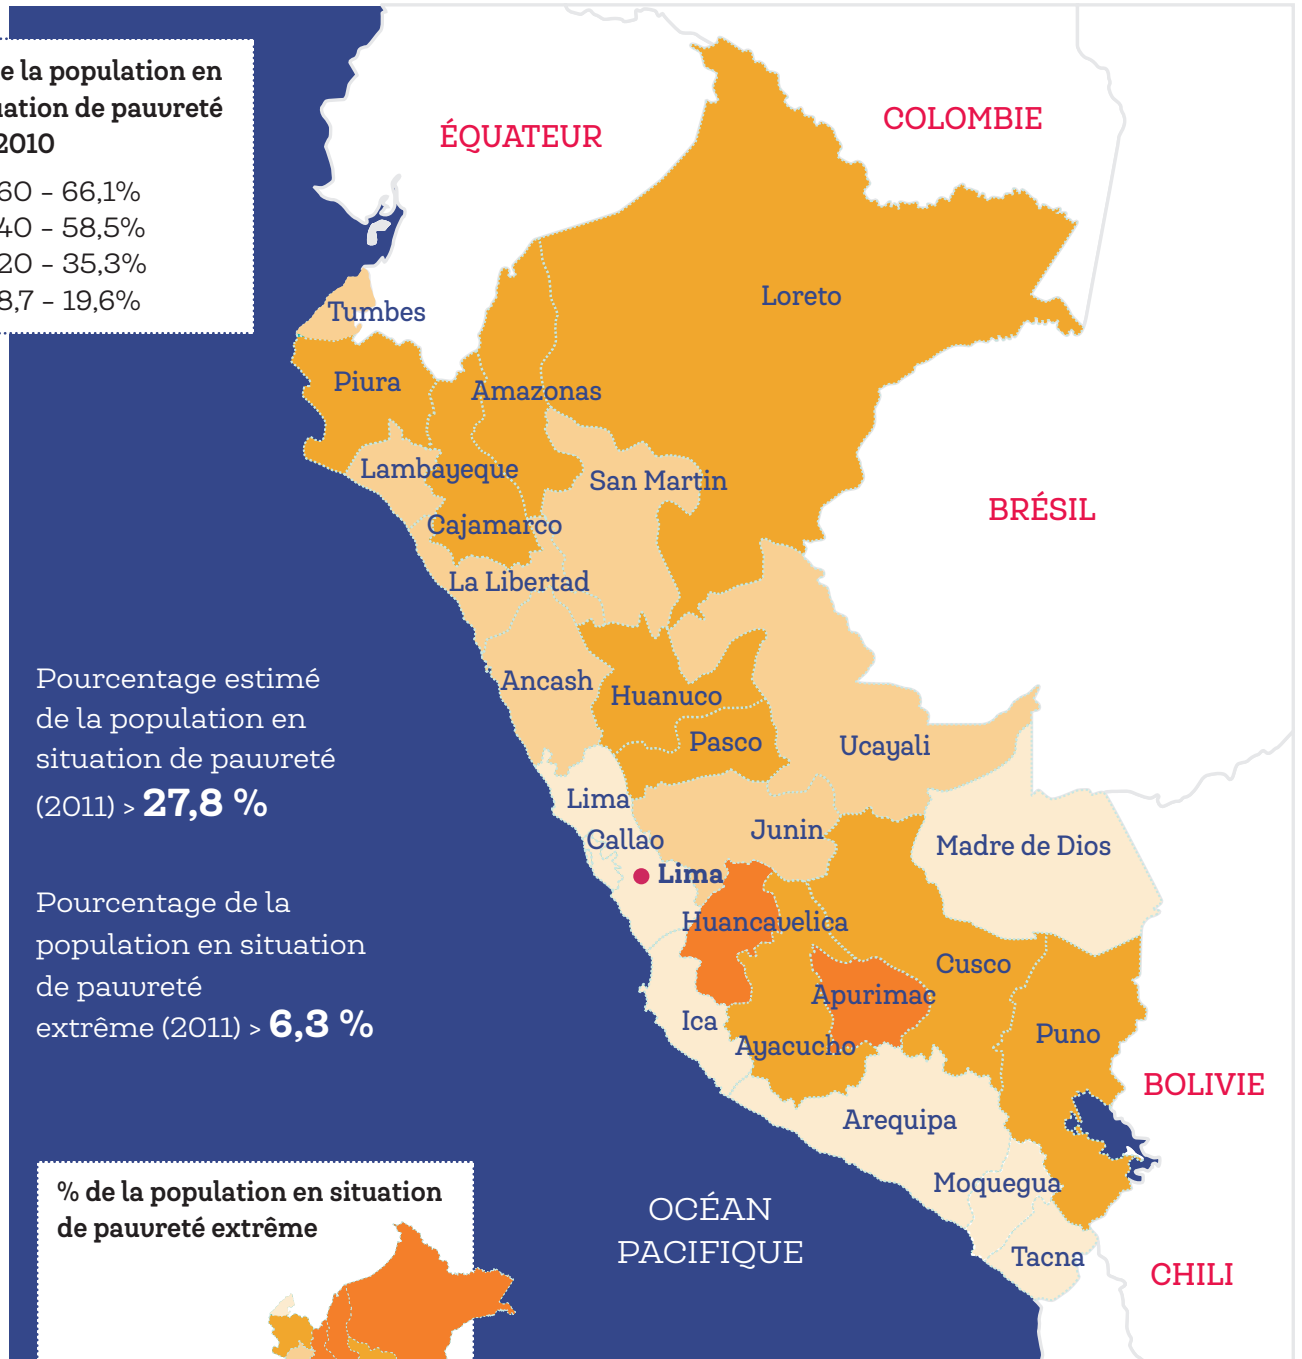 e la population en
uation de pauvreté
2010
60 - 66,1%
40 - 58,5%
20 - 35,3%
8,7 - 19,6%
ÉQUATEUR
COLOMBIE
Loreto
Tumbes
Piura
Amazonas
Lambayeque
San Martin
BRÉSIL
Cajamarco
La Libertad
Ancash
Huanuco
Pasco
Ucayali
Pourcentage estimé
de la population en
situation de pauvreté
(2011) > 27,8 %
Lima
Callao
Junin
Madre de Dios
Lima
Pourcentage de la
population en situation
de pauvreté
extrême (2011) > 6,3 %
Huancavelica
Cusco
Apurimac
Ica
Ayacucho
Puno
BOLIVIE
Arequipa
Moquegua
Tacna
OCÉAN
PACIFIQUE
CHILI
% de la population en situation
de pauvreté extrême